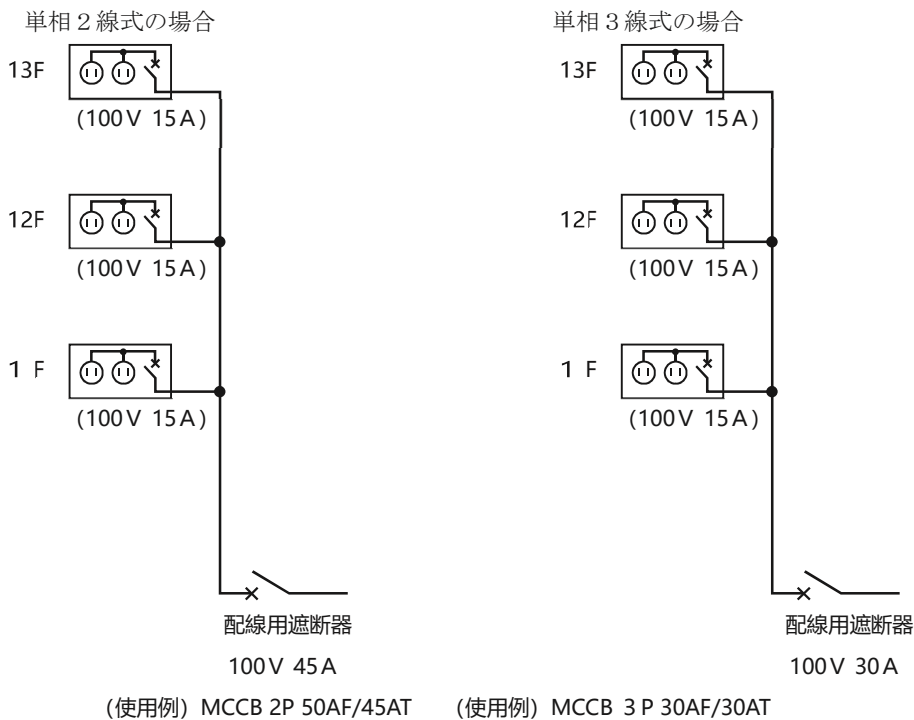 単相２線式の場合
13F
(100V 15A)
12F
(100V 15A)
1 F
(100V 15A)
配線用遮断器
100V 45A
(使用例) MCCB 2P 50AF/45AT
単相３線式の場合
13F
(100V 15A)
12F
(100V 15A)
1 F
(100V 15A)
配線用遮断器
100V 30A
(使用例) MCCB 3 P 30AF/30AT